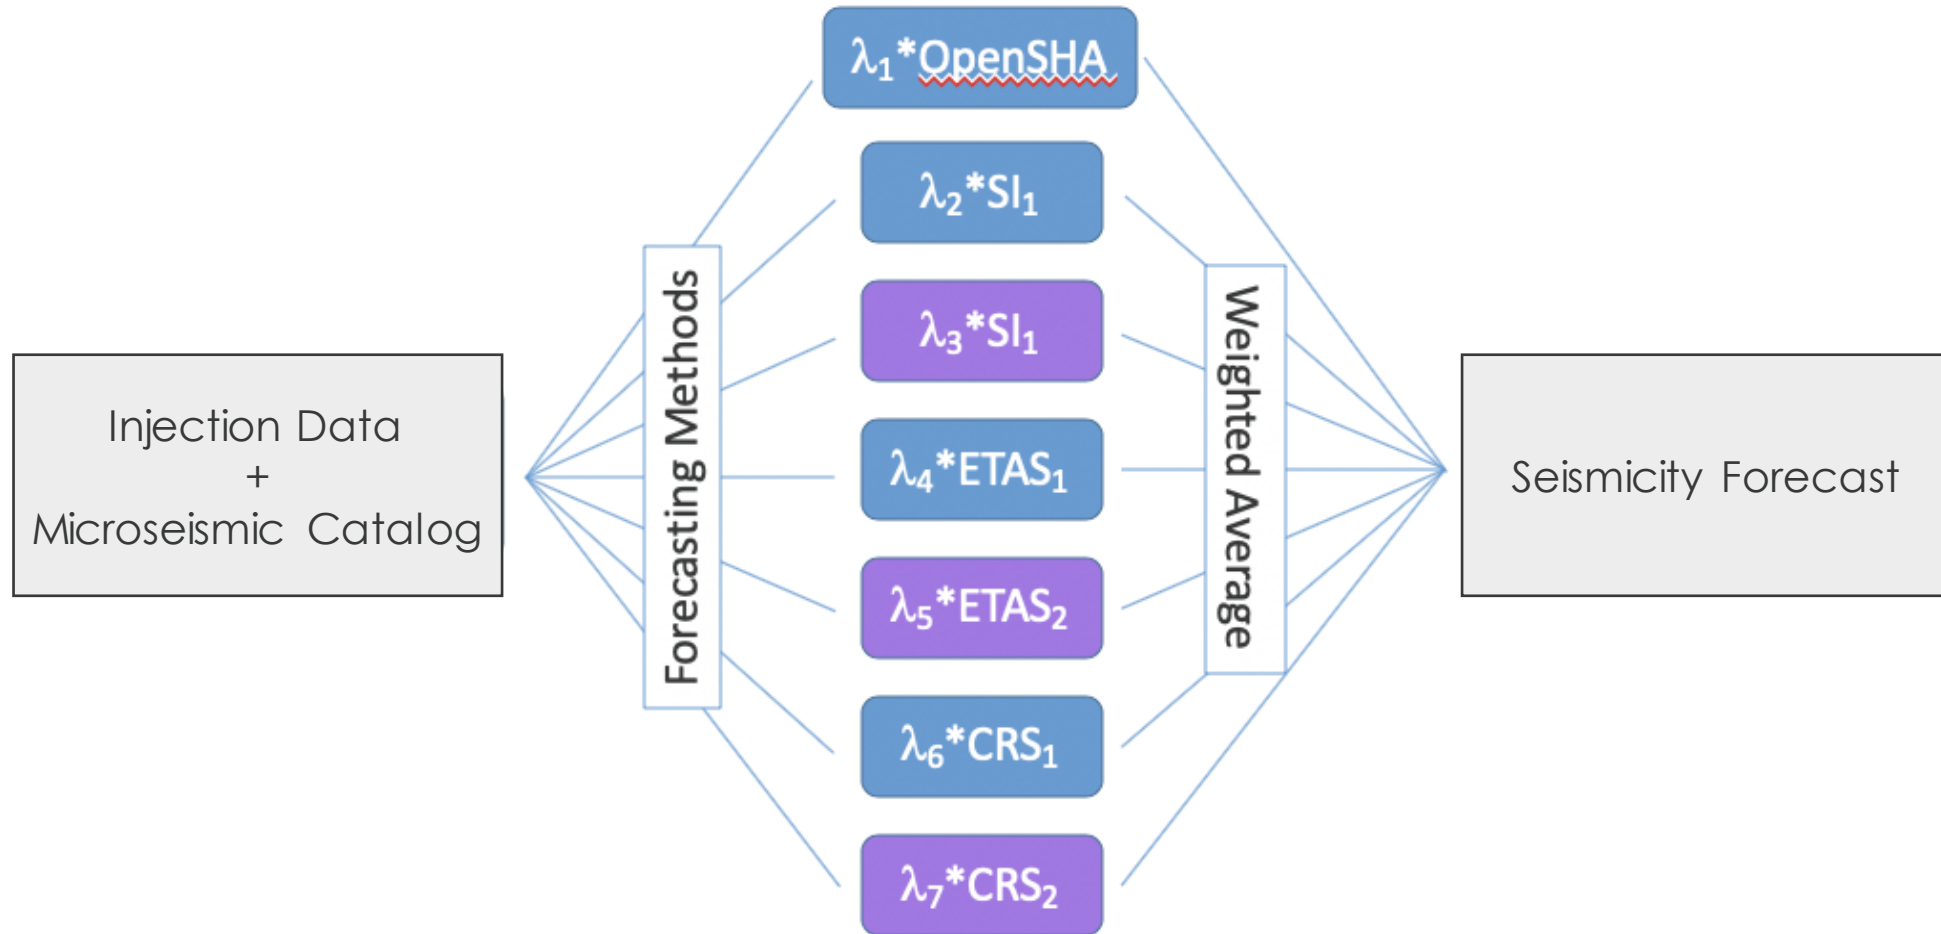 Injection Data
+
Microseismic Catalog
Forecasting Methods
λ₁*OpenSHA
λ₂*SI₁
λ₃*SI₁
λ₄*ETAS₁
λ₅*ETAS₂
λ₆*CRS₁
λ₇*CRS₂
Weighted Average
Seismicity Forecast